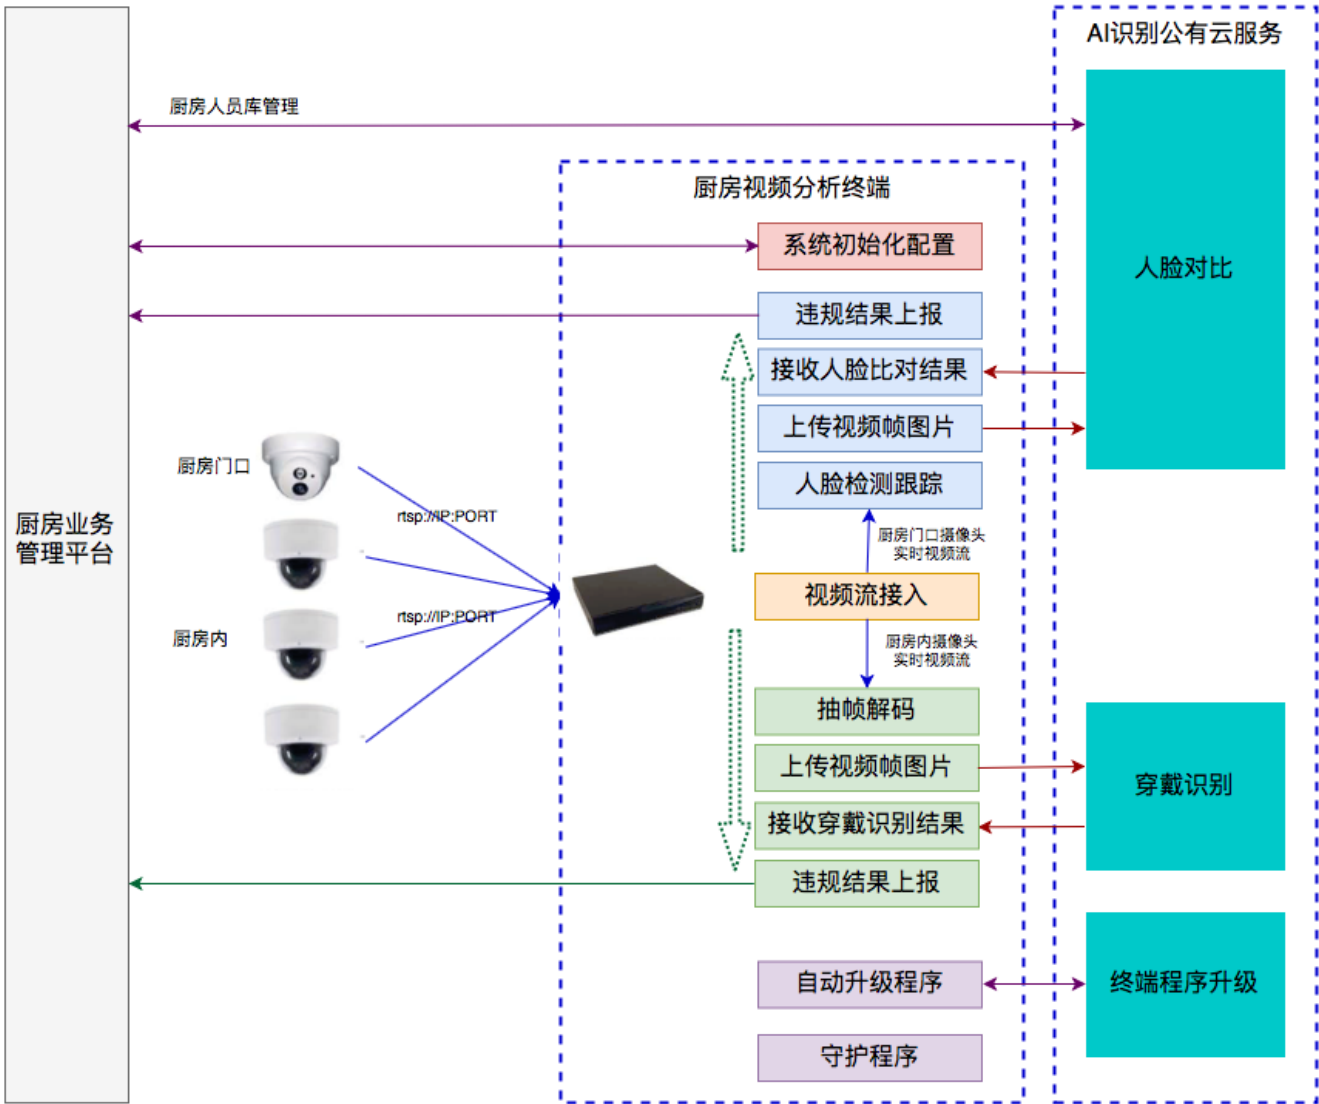 AI识别公有云服务
厨房人员库管理
厨房视频分析终端
系统初始化配置
人脸对比
违规结果上报
接收人脸比对结果
上传视频帧图片
厨房门口
人脸检测跟踪
rtsp://IP:PORT
厨房业务
管理平台
厨房门口摄像头
实时视频流
视频流接入
rtsp://IP:PORT
厨房内
厨房内摄像头
实时视频流
抽帧解码
上传视频帧图片
穿戴识别
接收穿戴识别结果
违规结果上报
自动升级程序
终端程序升级
守护程序